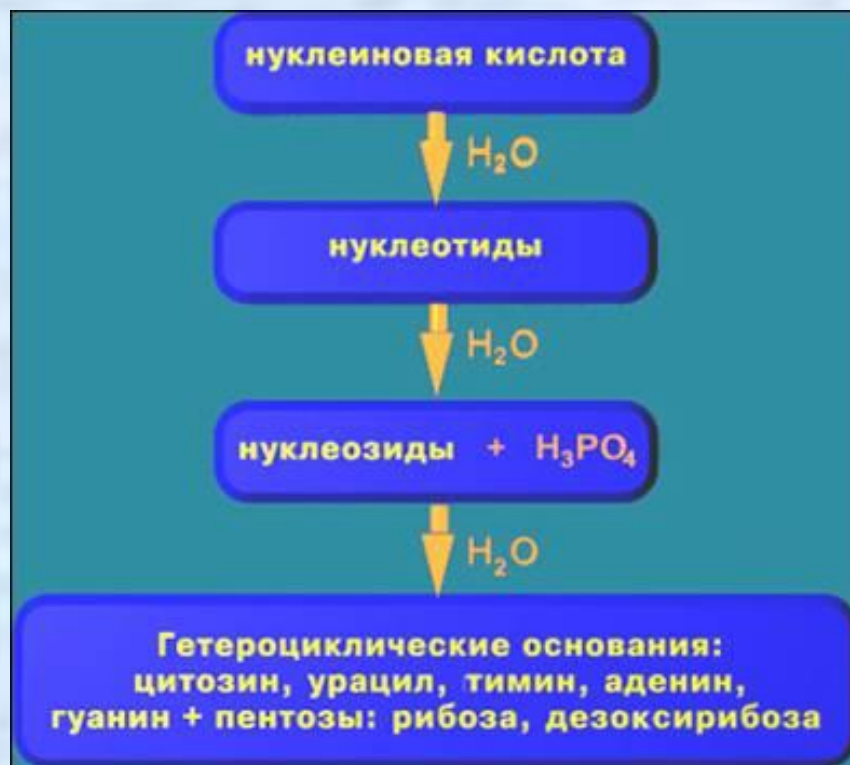 нуклеиновая кислота
H₂O
нуклеотиды
H₂O
нуклеозиды + H₃PO₄
H₂O
Гетероциклические основания:
цитозин, урацил, тимин, аденин,
гуанин + пентозы: рибоза, дезоксирибоза